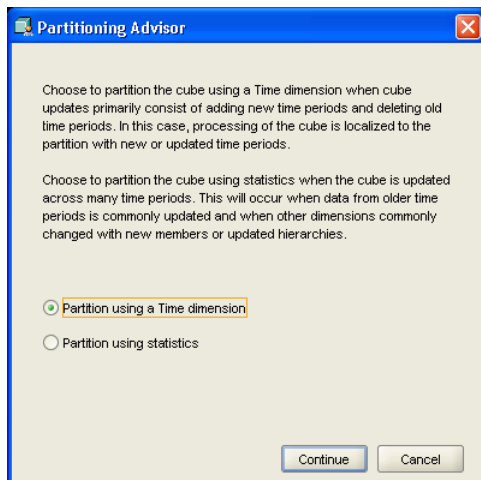 Partitioning Advisor
Choose to partition the cube using a Time dimension when cube
updates primarily consist of adding new time periods and deleting old
time periods. In this case, processing of the cube is localized to the
partition with new or updated time periods.
Choose to partition the cube using statistics when the cube is updated
across many time periods. This will occur when data from older time
periods is commonly updated and when other dimensions commonly
changed with new members or updated hierarchies.
Partition using a Time dimension
Partition using statistics
Continue Cancel